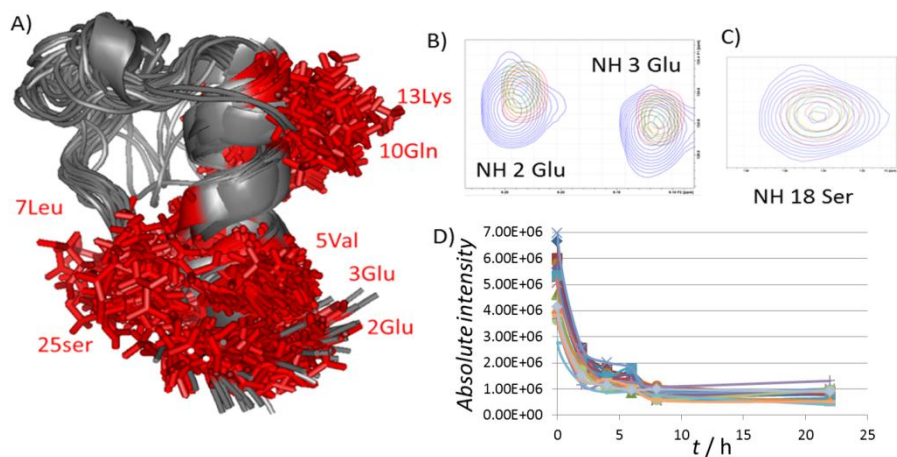 A)
13Lys
10Gln
7Leu
5Val
3Glu
2Glu
25ser
B)
NH 3 Glu
NH 2 Glu
C)
NH 18 Ser
D)
Absolute intensity
7.00E+06
6.00E+06
5.00E+06
4.00E+06
3.00E+06
2.00E+06
1.00E+06
0.00E+00
0 5 10 15 20 25
t / h